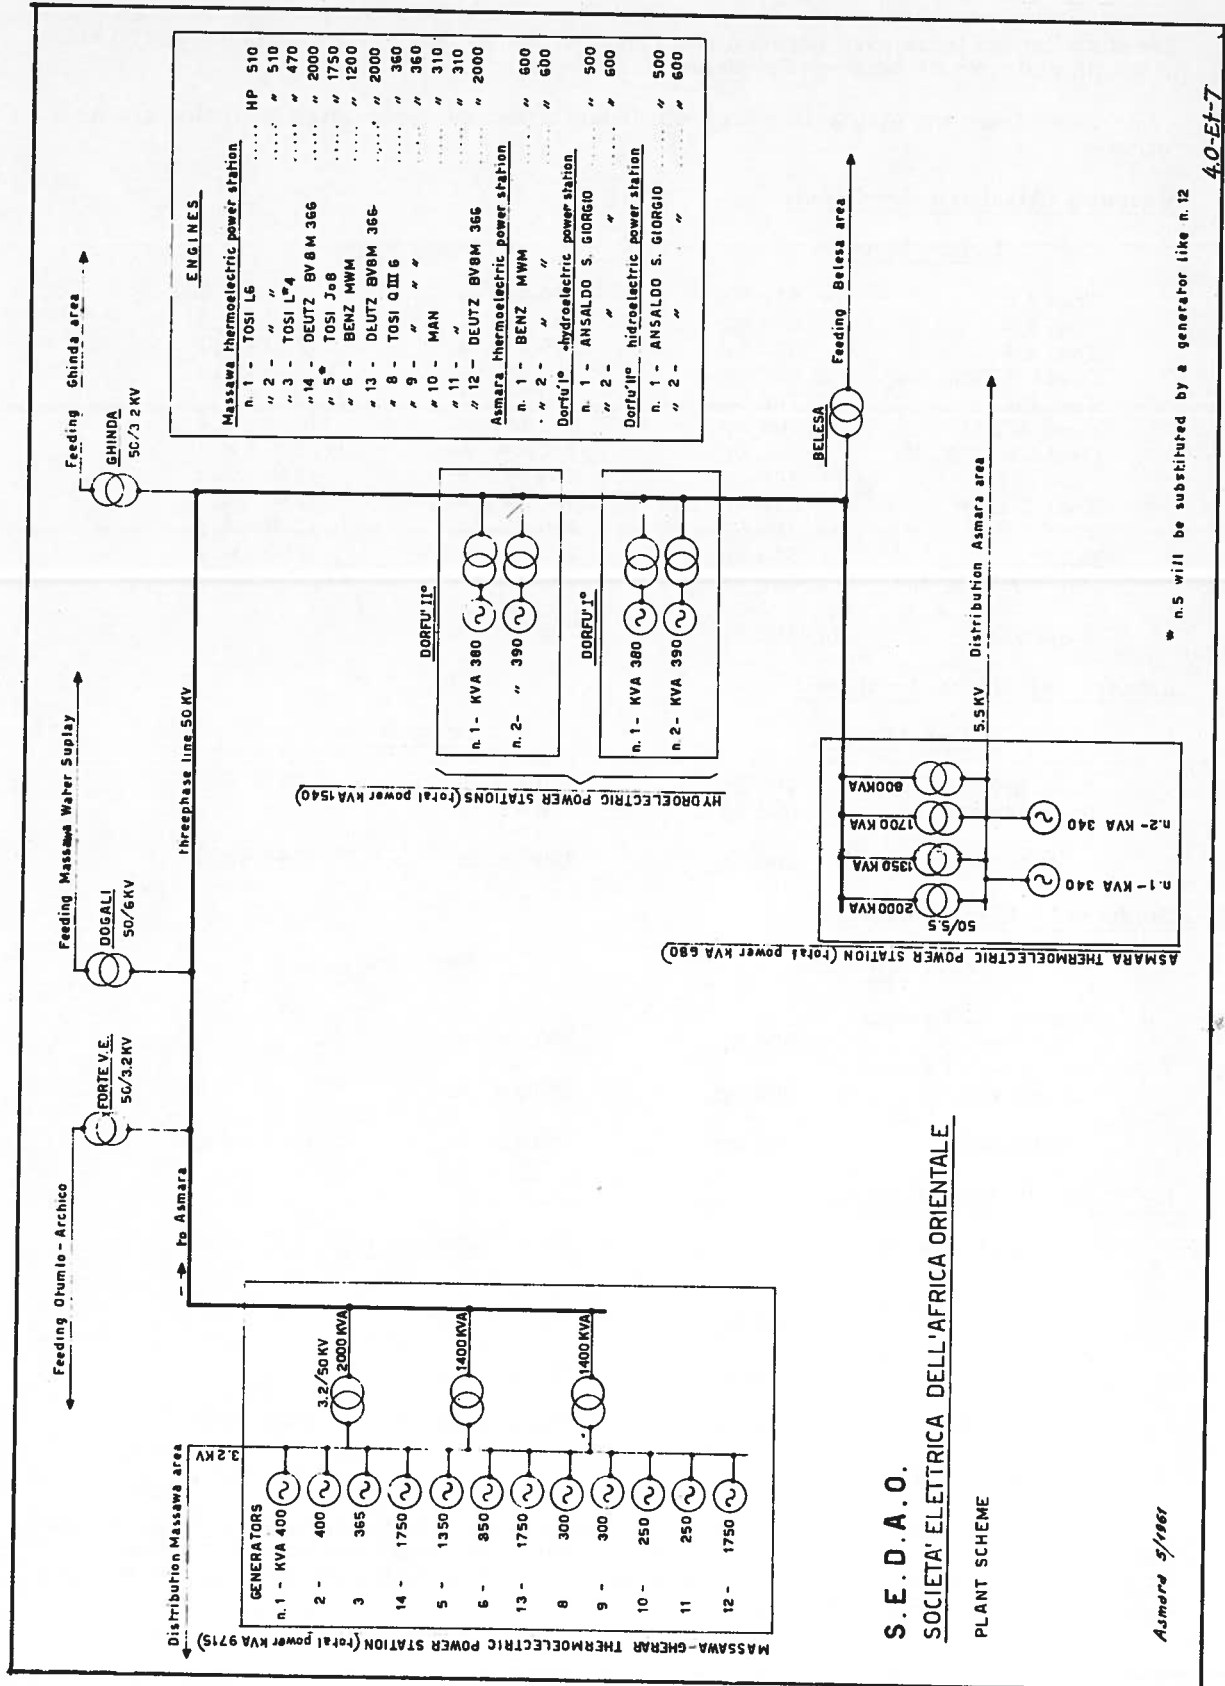 Feeding Otumlo - Archico
FORTE V.E.
50/3.2KV
Feeding Massawa Water Suplay
DOGALI
50/6KV
Feeding Ghinda area
GHINDA
50/3.2KV
Distribution Massawa area
to Asmara
threephase line 50 KV
MASSAWA-GHERAR THERMOELECTRIC POWER STATION (total power KVA 9715)
GENERATORS
3.2 KV
n. 1 - KVA 400
2 - 400
3 365
14 - 1750
5 - 1350
6 - 850
13 - 1750
8 300
9 - 300
10 - 250
11 250
12 - 1750
3.2/50 KV
2000KVA
1400KVA
1400KVA
HYDROELECTRIC POWER STATIONS (total power KVA 1540)
DORFU' II°
n. 1 - KVA 380
n. 2 - " 390
DORFU' I°
n. 1 - KVA 380
n. 2 - KVA 390
ENGINES
Massawa thermoelectric power station
n. 1 - TOSI L6 ...... HP 510
" 2 - " " ...... " 510
" 3 - TOSI L*4 ...... " 470
" 14 - DEUTZ BV8M 366 .... " 2000
" 5* TOSI JoB ..... " 1750
" 6 - BENZ MWM ..... " 1200
" 13 - DEUTZ BV8M 366 ..... " 2000
" 8 - TOSI QIII 6 ..... " 360
" 9 - " " ..... " 360
" 10 - MAN ..... " 310
" 11 - " ..... " 310
" 12 - DEUTZ BV8M 366 .... " 2000
Asmara thermoelectric power station
n. 1 - BENZ MWM .... " 600
" 2 - " " .... " 600
Dorfu' I° hydroelectric power station
n. 1 - ANSALDO S. GIORGIO " 500
" 2 - " " " 600
Dorfu' II° hidroelectric power station
n. 1 - ANSALDO S. GIORGIO " 500
" 2 - " " " 600
BELESA
Feeding Belesa area
ASMARA THERMOELECTRIC POWER STATION (total power KVA 680)
2000KVA
1350 KVA
1700 KVA
800KVA
50/5.5
5.5KV Distribution Asmara area
n.1- KVA 340
n.2- KVA 340
* n.5 will be substituted by a generator like n. 12
S.E.D.A.O.
SOCIETA' ELETTRICA DELL'AFRICA ORIENTALE
PLANT SCHEME
Asmara 5/1961
4.0-Et-7